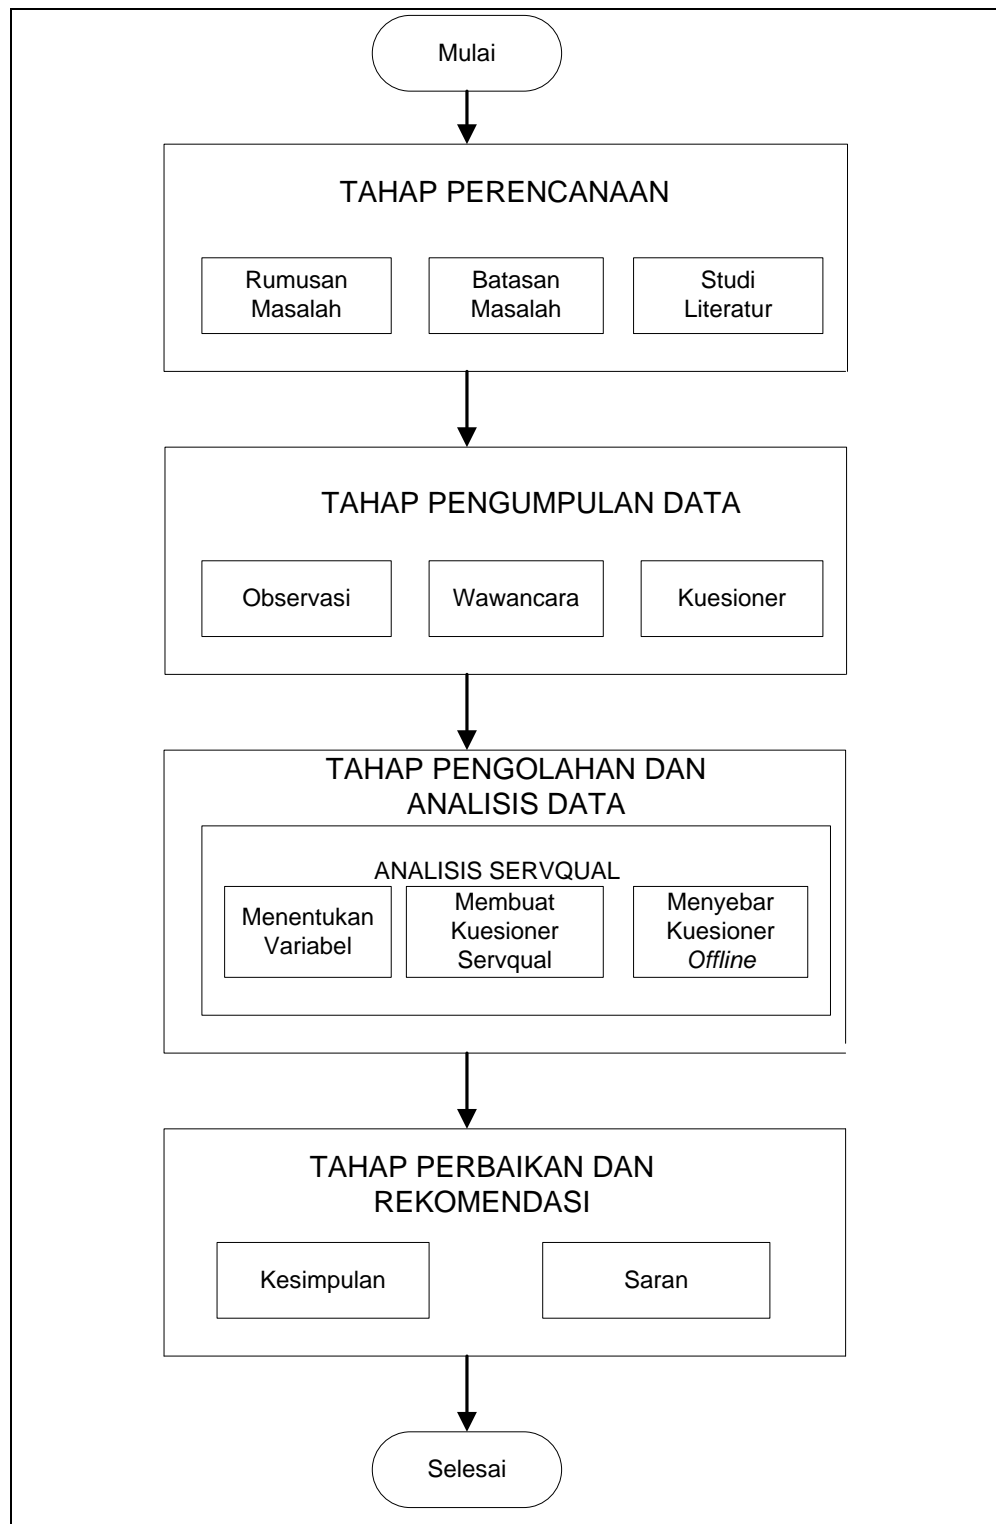 Mulai
TAHAP PERENCANAAN
Rumusan
Masalah
Batasan
Masalah
Studi
Literatur
TAHAP PENGUMPULAN DATA
Observasi
Wawancara
Kuesioner
TAHAP PENGOLAHAN DAN
ANALISIS DATA
ANALISIS SERVQUAL
Menentukan
Variabel
Membuat
Kuesioner
Servqual
Menyebar
Kuesioner
Offline
TAHAP PERBAIKAN DAN
REKOMENDASI
Kesimpulan
Saran
Selesai